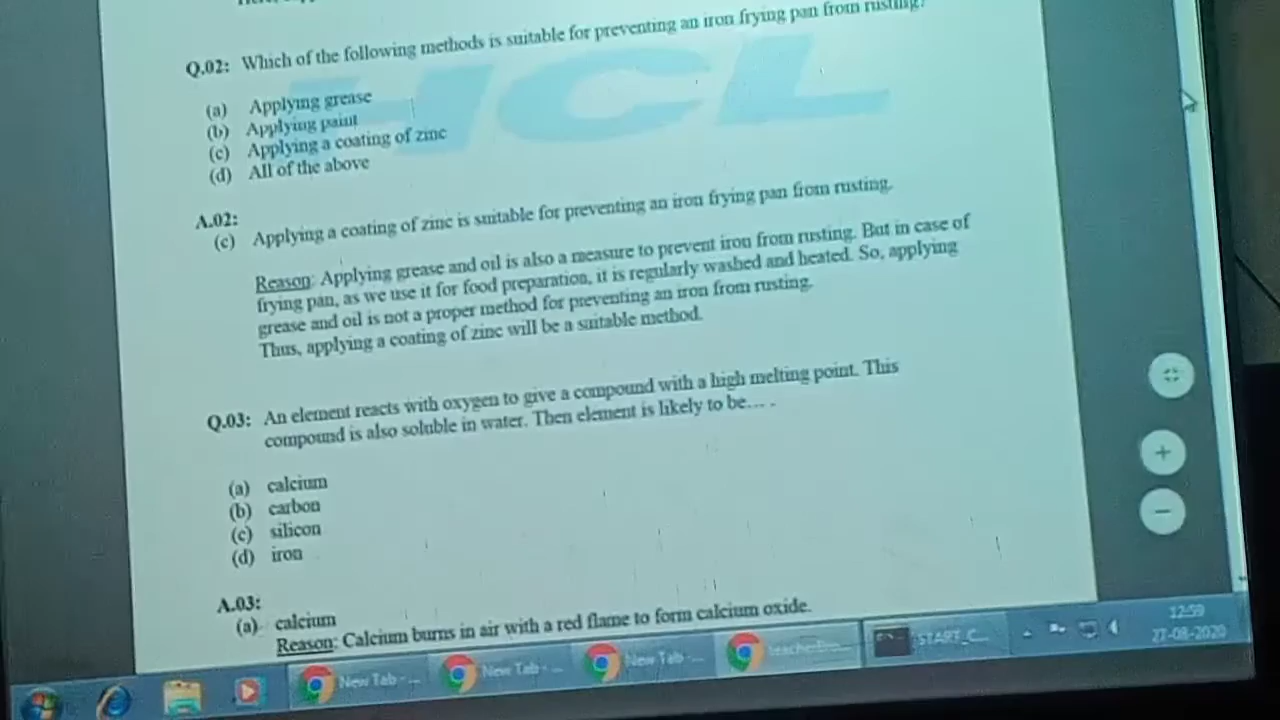 Q.02: Which of the following methods is suitable for preventing an iron frying pan from rusting?
HCL
(a) Applying grease
(b) Applying paint
(c) Applying a coating of zinc
(d) All of the above
A.02:
(c) Applying a coating of zinc is suitable for preventing an iron frying pan from rusting.
Reason: Applying grease and oil is also a measure to prevent iron from rusting. But in case of
frying pan, as we use it for food preparation, it is regularly washed and heated. So, applying
grease and oil is not a proper method for preventing an iron from rusting.
Thus, applying a coating of zinc will be a suitable method.
Q.03: An element reacts with oxygen to give a compound with a high melting point. This
compound is also soluble in water. Then element is likely to be... .
(a) calcium
(b) carbon
(c) silicon
(d) iron
A.03:
(a) calcium
Reason: Calcium burns in air with a red flame to form calcium oxide.
New Tab -...
New Tab - ...
New Tab -...
START_C...
12:59
27-08-2020